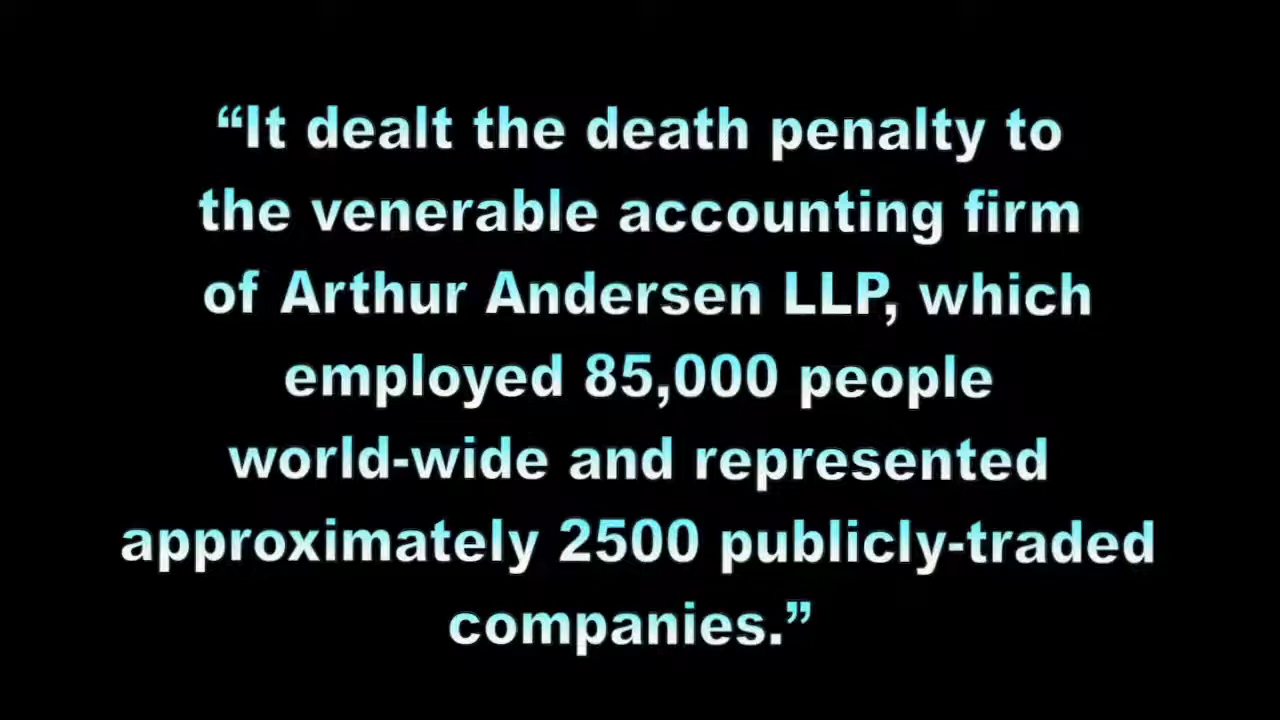 “It dealt the death penalty to
the venerable accounting firm
of Arthur Andersen LLP, which
employed 85,000 people
world-wide and represented
approximately 2500 publicly-traded
companies.”